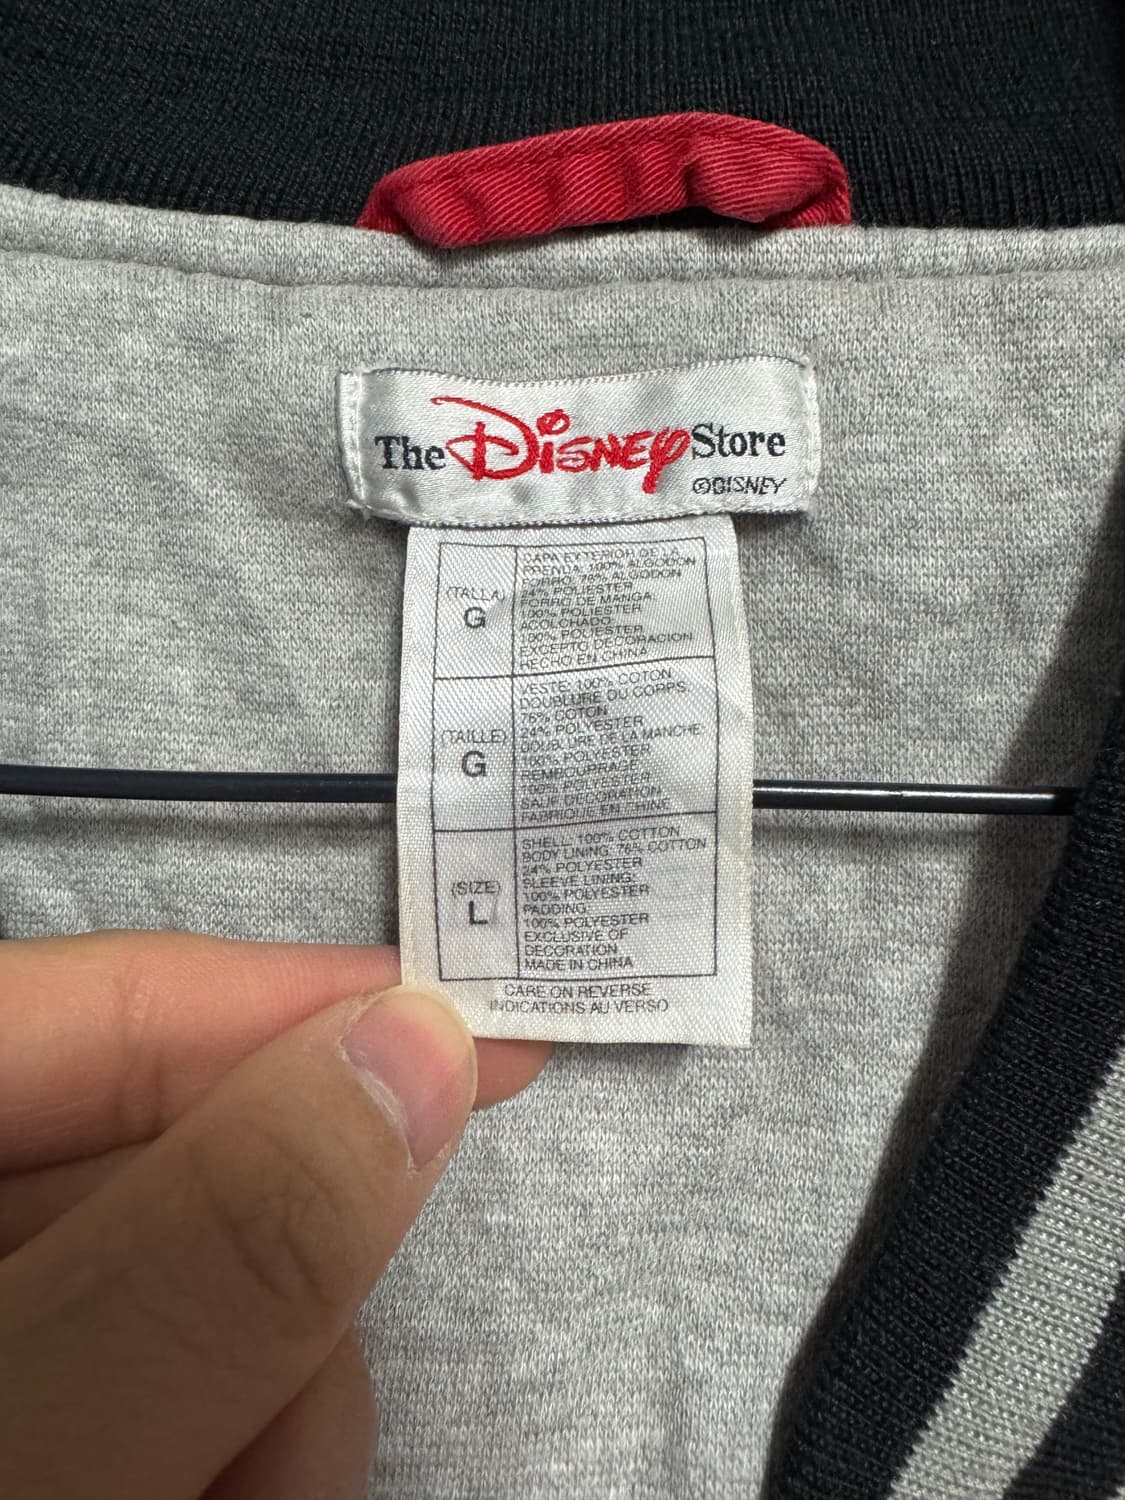 The Disney Store
©DISNEY
(TALLA)
G
CAPA EXTERIOR DE LA
PRENDA: 100% ALGODON
FORRO: 76% ALGODON
24% POLIESTER
FORRO DE MANGA:
100% POLIESTER
ACOLCHADO:
100% POLIESTER
EXCEPTO DECORACION
HECHO EN CHINA
(TAILLE)
G
VESTE: 100% COTON
DOUBLURE DU CORPS:
76% COTON
24% POLYESTER
DOUBLURE DE LA MANCHE:
100% POLYESTER
REMBOURRAGE:
100% POLYESTER
SAUF DECORATION
FABRIQUE EN CHINE
(SIZE)
L
SHELL: 100% COTTON
BODY LINING: 76% COTTON
24% POLYESTER
SLEEVE LINING:
100% POLYESTER
PADDING:
100% POLYESTER
EXCLUSIVE OF
DECORATION
MADE IN CHINA
CARE ON REVERSE
INDICATIONS AU VERSO